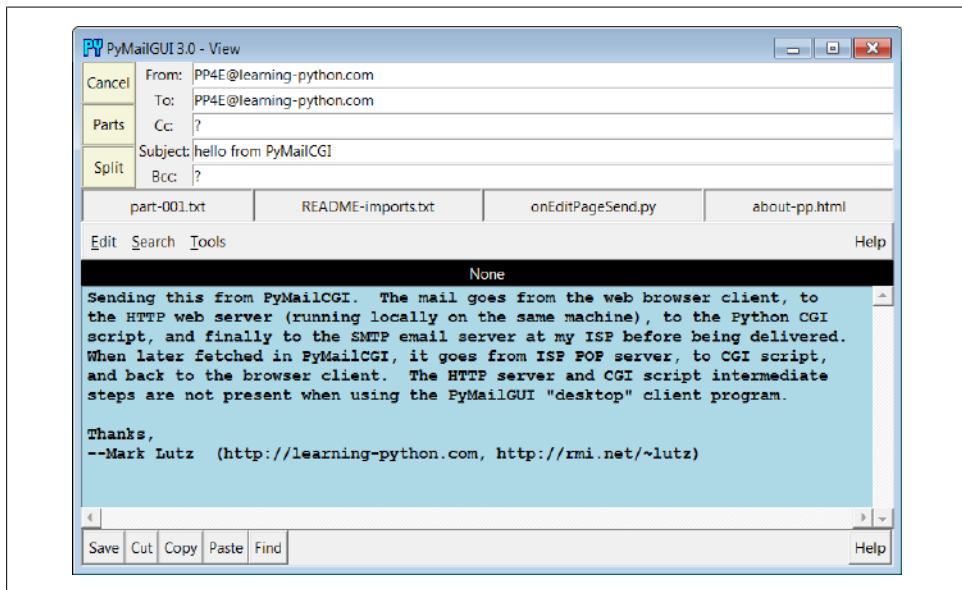 PY PyMailGUI 3.0 - View
Cancel
From: PP4E@learning-python.com
To: PP4E@learning-python.com
Parts
Cc: ?
Subject: hello from PyMailCGI
Split
Bcc: ?
part-001.txt README-imports.txt onEditPageSend.py about-pp.html
Edit Search Tools Help
None
Sending this from PyMailCGI. The mail goes from the web browser client, to
the HTTP web server (running locally on the same machine), to the Python CGI
script, and finally to the SMTP email server at my ISP before being delivered.
When later fetched in PyMailCGI, it goes from ISP POP server, to CGI script,
and back to the browser client. The HTTP server and CGI script intermediate
steps are not present when using the PyMailGUI "desktop" client program.
Thanks,
--Mark Lutz (http://learning-python.com, http://rmi.net/~lutz)
Save Cut Copy Paste Find Help